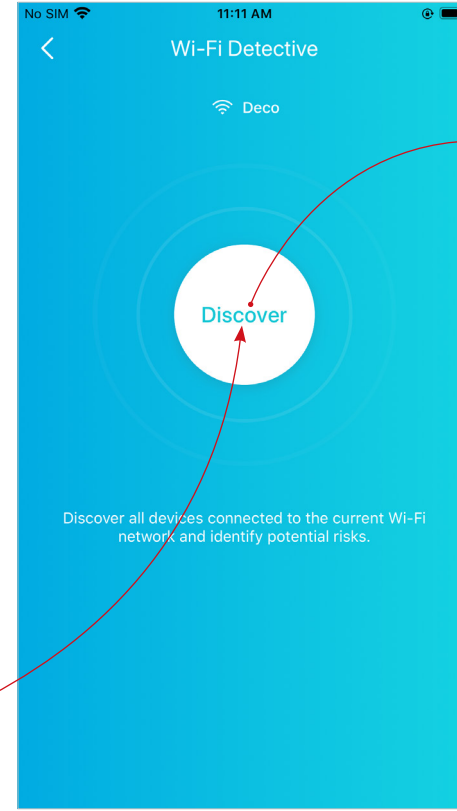 No SIM 11:11 AM
Wi-Fi Detective
Deco
Discover
Discover all devices connected to the current Wi-Fi
network and identify potential risks.